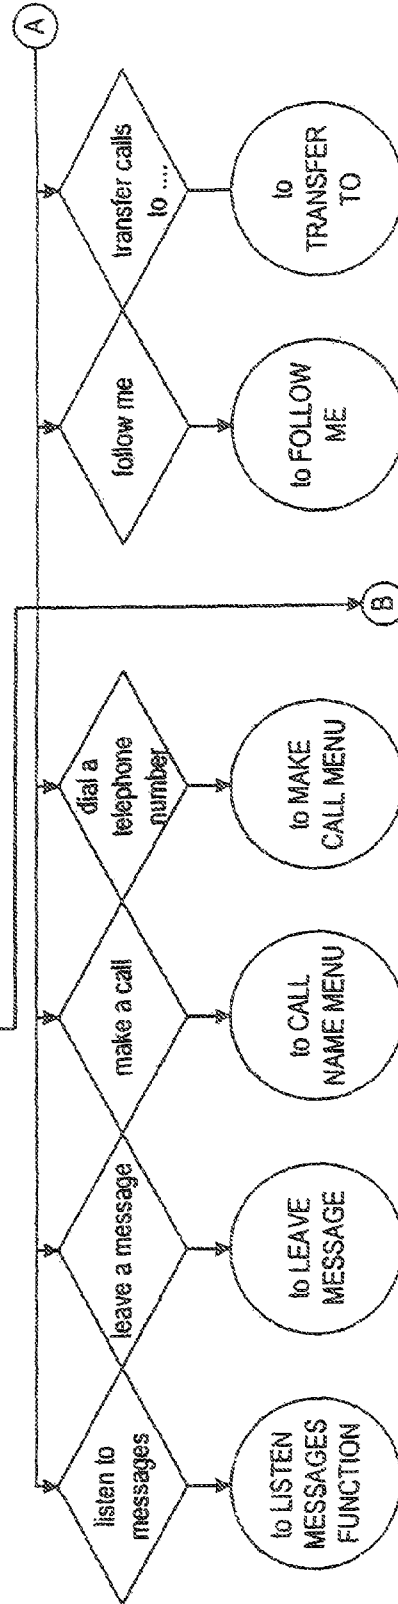 listen to
messages
leave a message
make a call
dial a
telephone
number
follow me
transfer calls
to ....
A
to LISTEN
MESSAGES
FUNCTION
to LEAVE
MESSAGE
to CALL
NAME MENU
to MAKE
CALL MENU
B
to FOLLOW
ME
to
TRANSFER
TO